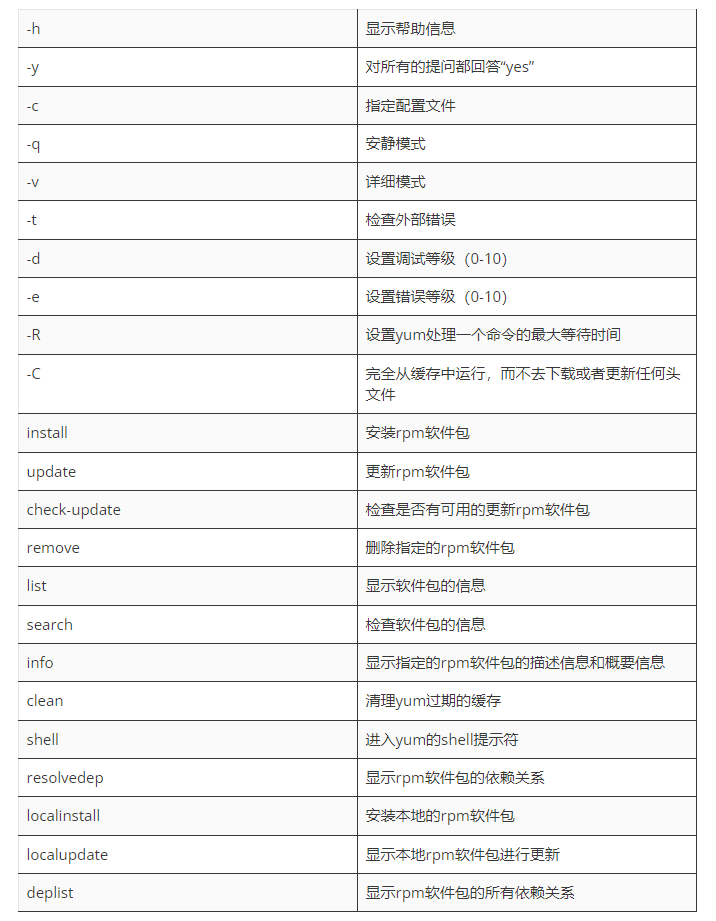 -h 显示帮助信息
-y 对所有的提问都回答“yes”
-c 指定配置文件
-q 安静模式
-v 详细模式
-t 检查外部错误
-d 设置调试等级（0-10）
-e 设置错误等级（0-10）
-R 设置yum处理一个命令的最大等待时间
-C 完全从缓存中运行，而不去下载或者更新任何头
文件
install 安装rpm软件包
update 更新rpm软件包
check-update 检查是否有可用的更新rpm软件包
remove 删除指定的rpm软件包
list 显示软件包的信息
search 检查软件包的信息
info 显示指定的rpm软件包的描述信息和概要信息
clean 清理yum过期的缓存
shell 进入yum的shell提示符
resolvedep 显示rpm软件包的依赖关系
localinstall 安装本地的rpm软件包
localupdate 显示本地rpm软件包进行更新
deplist 显示rpm软件包的所有依赖关系